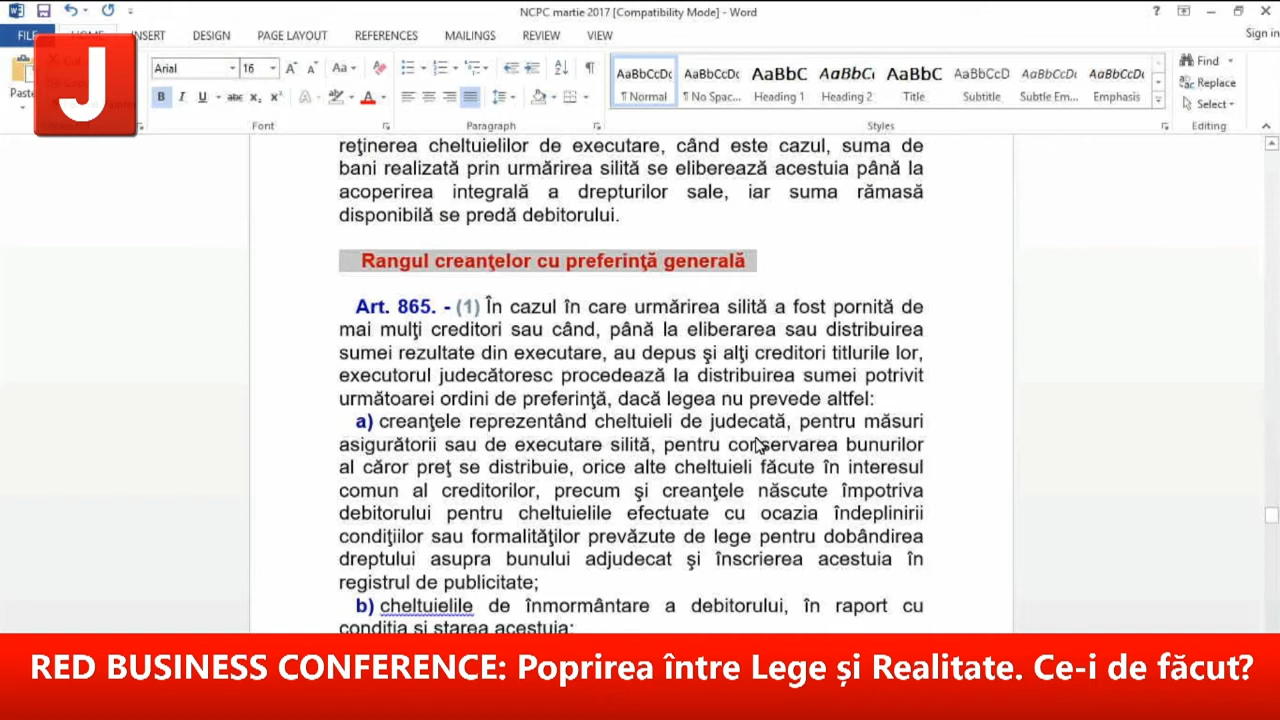 NCPC martie 2017 [Compatibility Mode] - Word
Sign in
FILE HOME INSERT DESIGN PAGE LAYOUT REFERENCES MAILINGS REVIEW VIEW
J
Paste
Arial 16 Aa
B I U abc x₂ x² A A
AaBbCcDc AaBbCcDc AaBbC AaBbCc AaBbC AaBbCcD AaBbCcDc AaBbCcDc
¶ Normal ¶ No Spac... Heading 1 Heading 2 Title Subtitle Subtle Em... Emphasis
Find
Replace
Select
Font Paragraph Styles Editing
reţinerea cheltuielilor de executare, când este cazul, suma de
bani realizată prin urmărirea silită se eliberează acestuia până la
acoperirea integrală a drepturilor sale, iar suma rămasă
disponibilă se predă debitorului.
Rangul creanţelor cu preferinţă generală
Art. 865. - (1) În cazul în care urmărirea silită a fost pornită de
mai mulţi creditori sau când, până la eliberarea sau distribuirea
sumei rezultate din executare, au depus şi alţi creditori titlurile lor,
executorul judecătoresc procedează la distribuirea sumei potrivit
următoarei ordini de preferinţă, dacă legea nu prevede altfel:
a) creanţele reprezentând cheltuieli de judecată, pentru măsuri
asigurătorii sau de executare silită, pentru conservarea bunurilor
al căror preţ se distribuie, orice alte cheltuieli făcute în interesul
comun al creditorilor, precum şi creanţele născute împotriva
debitorului pentru cheltuielile efectuate cu ocazia îndeplinirii
condiţiilor sau formalităţilor prevăzute de lege pentru dobândirea
dreptului asupra bunului adjudecat şi înscrierea acestuia în
registrul de publicitate;
b) cheltuielile de înmormântare a debitorului, în raport cu
condiţia şi starea acestuia;
RED BUSINESS CONFERENCE: Poprirea între Lege și Realitate. Ce-i de făcut?